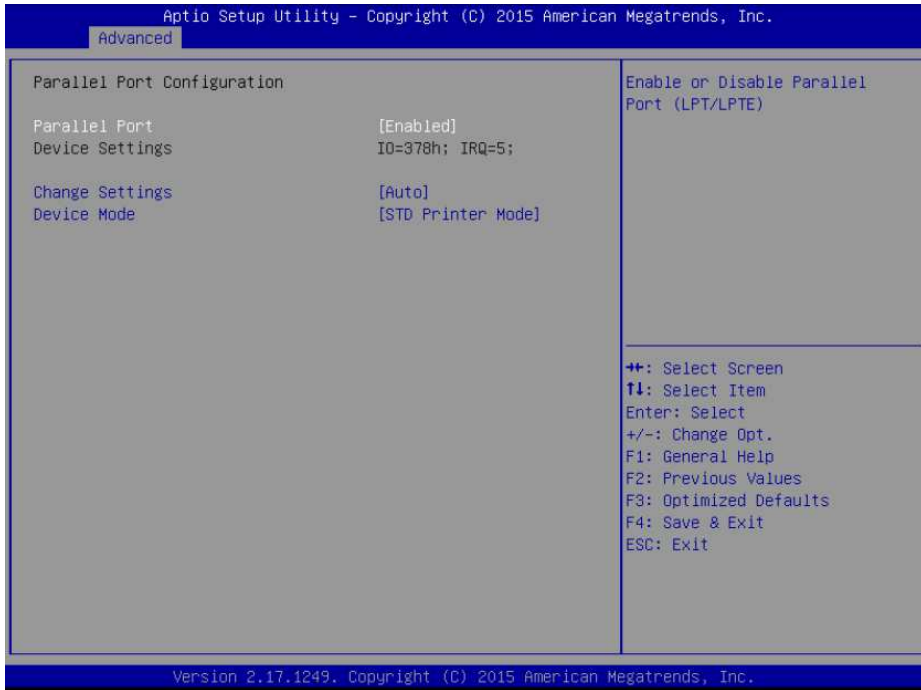 Aptio Setup Utility – Copyright (C) 2015 American Megatrends, Inc.
Advanced
Parallel Port Configuration
Parallel Port [Enabled]
Device Settings IO=378h; IRQ=5;
Change Settings [Auto]
Device Mode [STD Printer Mode]
Enable or Disable Parallel
Port (LPT/LPTE)
→←: Select Screen
↑↓: Select Item
Enter: Select
+/-: Change Opt.
F1: General Help
F2: Previous Values
F3: Optimized Defaults
F4: Save & Exit
ESC: Exit
Version 2.17.1249. Copyright (C) 2015 American Megatrends, Inc.